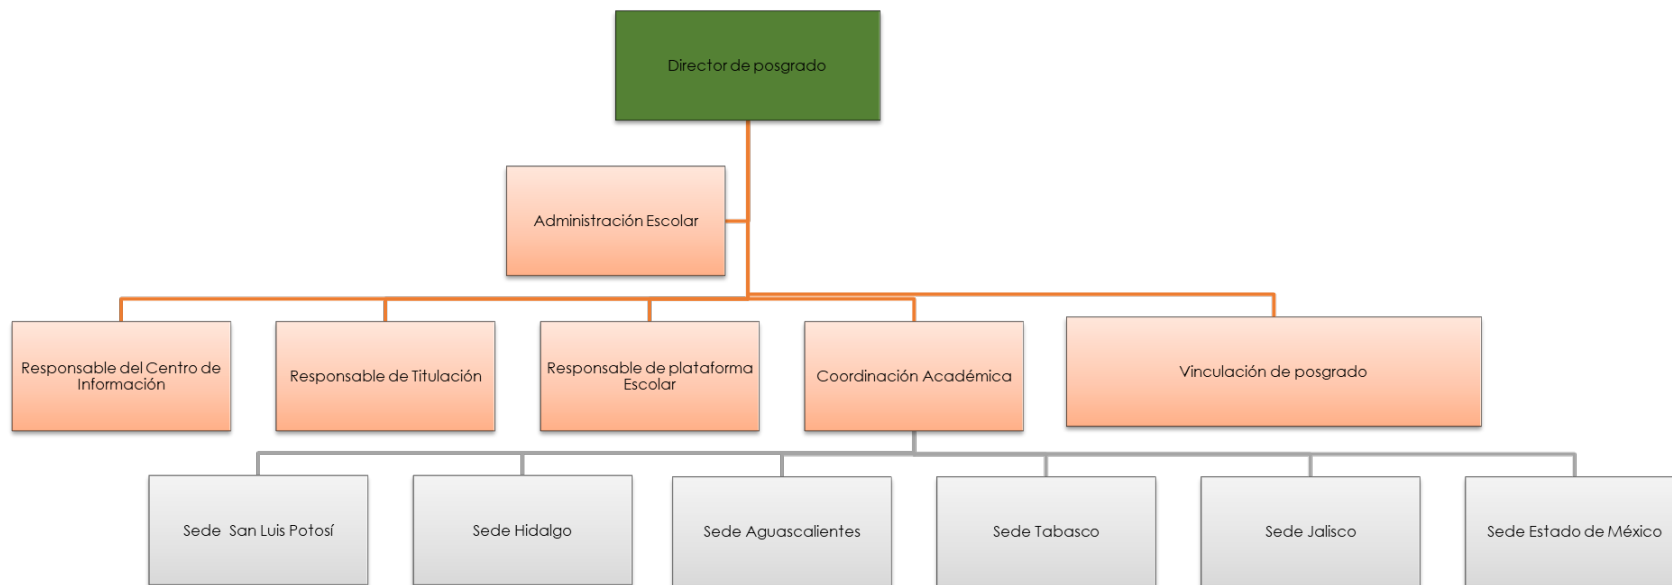 Director de posgrado
Administración Escolar
Responsable del Centro de
Información
Responsable de Titulación
Responsable de plataforma
Escolar
Coordinación Académica
Vinculación de posgrado
Sede San Luis Potosí
Sede Hidalgo
Sede Aguascalientes
Sede Tabasco
Sede Jalisco
Sede Estado de México